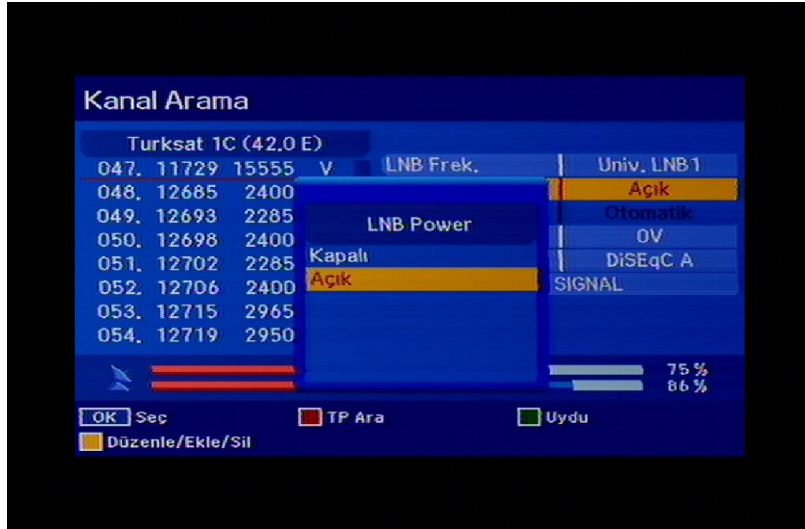 Kanal Arama
Turksat 1C (42.0 E)
047. 11729 15555 V
048. 12685 2400
049. 12693 2285
050. 12698 2400
051. 12702 2285
052. 12706 2400
053. 12715 2965
054. 12719 2950
LNB Frek.
Univ. LNB1
Açık
Otomatik
0V
DiSEqC A
SIGNAL
LNB Power
Kapalı
Açık
75 %
86 %
OK Seç
TP Ara
Uydu
Düzenle/Ekle/Sil